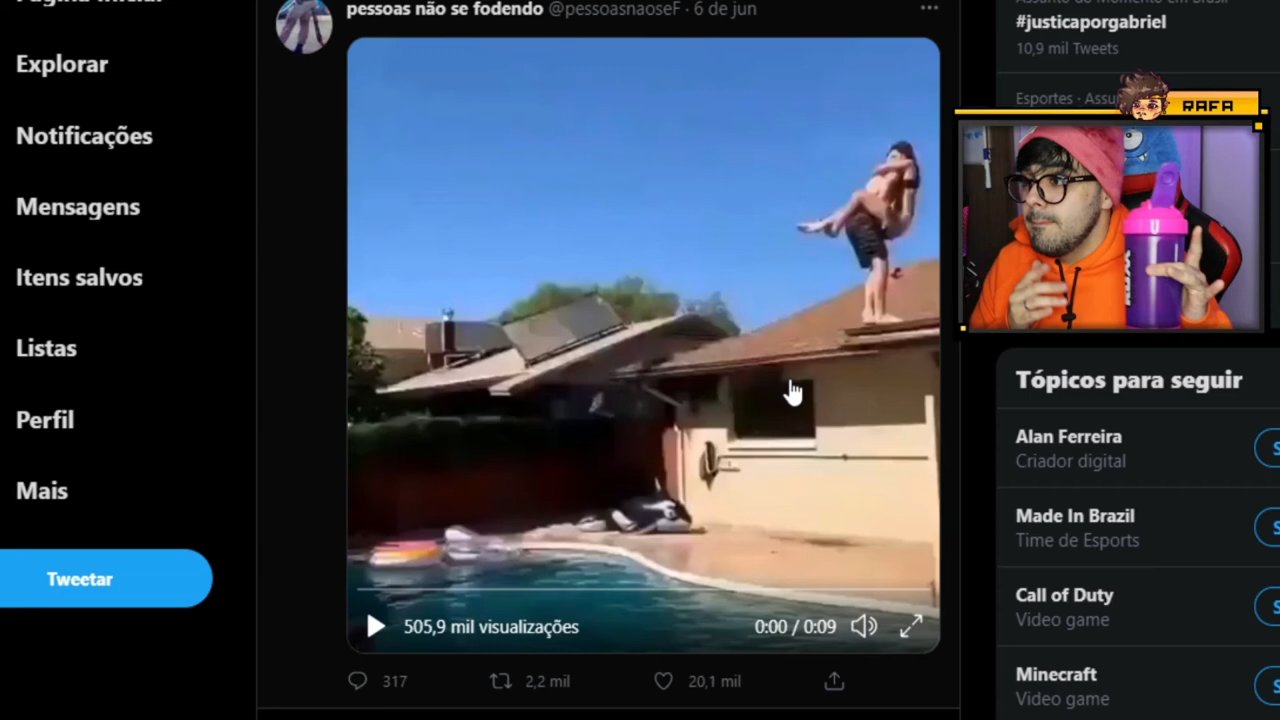 Explorar
Notificações
Mensagens
Itens salvos
Listas
Perfil
Mais
Tweetar
pessoas não se fodendo @pessoasnaoseF · 6 de jun
505,9 mil visualizações
0:00 / 0:09
317
2,2 mil
20,1 mil
#justicaporgabriel
10,9 mil Tweets
Esportes · Assu
RAFA
Tópicos para seguir
Alan Ferreira
Criador digital
S
Made In Brazil
Time de Esports
S
Call of Duty
Video game
S
Minecraft
Video game
S